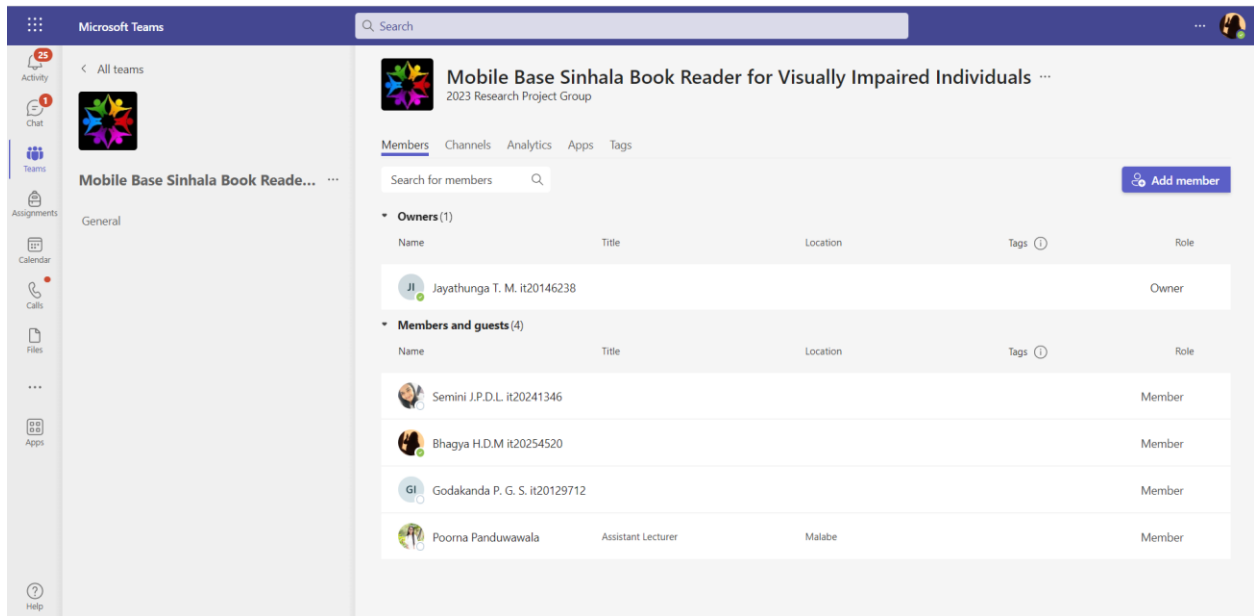 Microsoft Teams
Search
25
Activity
1
Chat
Teams
Assignments
Calendar
Calls
Files
Apps
Help
All teams
Mobile Base Sinhala Book Reade... ...
General
Mobile Base Sinhala Book Reader for Visually Impaired Individuals ...
2023 Research Project Group
Members Channels Analytics Apps Tags
Search for members
Add member
Owners (1)
Name Title Location Tags Role
JI Jayathunga T. M. it20146238 Owner
Members and guests (4)
Name Title Location Tags Role
Semini J.P.D.L. it20241346 Member
Bhagya H.D.M it20254520 Member
GI Godakanda P. G. S. it20129712 Member
Poorna Panduwawala Assistant Lecturer Malabe Member